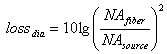 loss_dia = 10lg(NA_fiber / NA_source)^2